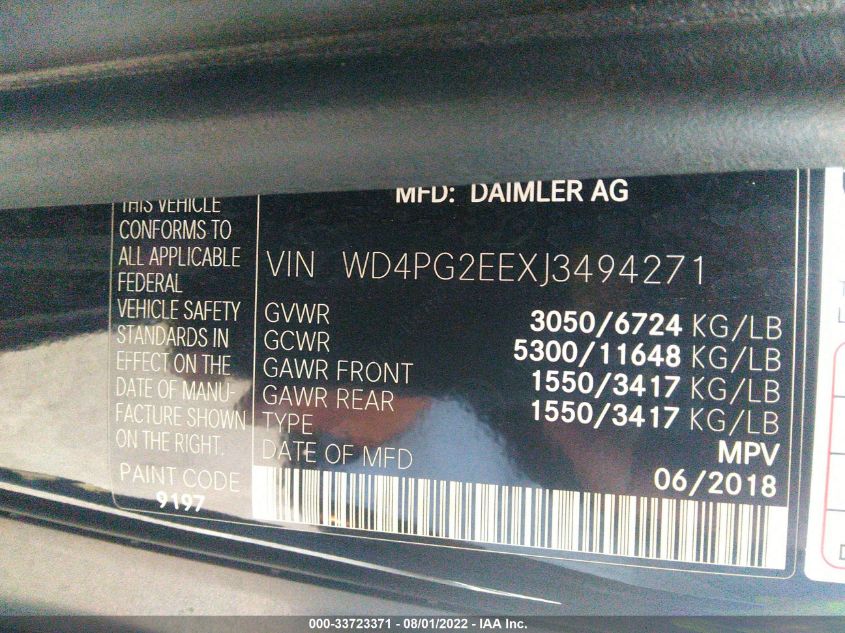 MFD: DAIMLER AG
THIS VEHICLE
CONFORMS TO
ALL APPLICABLE
FEDERAL
VEHICLE SAFETY
STANDARDS IN
EFFECT ON THE
DATE OF MANU-
FACTURE SHOWN
ON THE RIGHT.
PAINT CODE
9197
VIN WD4PG2EEXJ3494271
GVWR 3050/6724 KG/LB
GCWR 5300/11648 KG/LB
GAWR FRONT 1550/3417 KG/LB
GAWR REAR 1550/3417 KG/LB
TYPE MPV
DATE OF MFD 06/2018
000-33723371 - 08/01/2022 - IAA Inc.